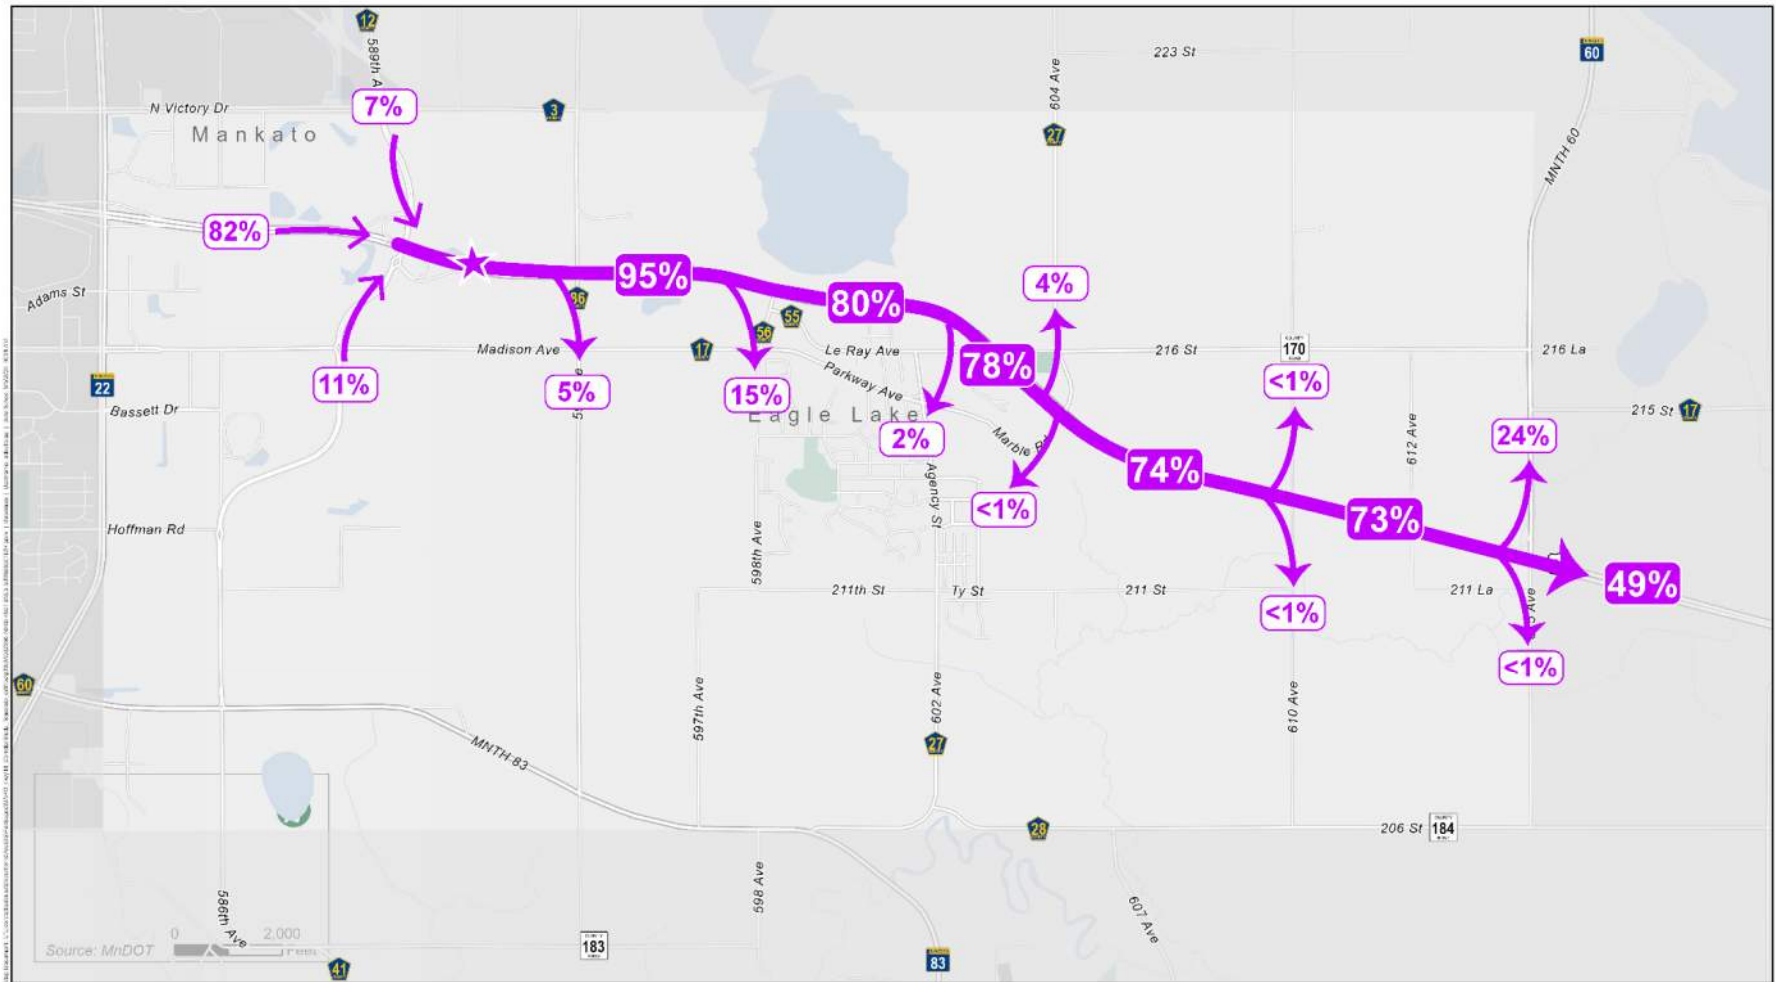 12
589th A
223 St
60
604 Ave
7%
N Victory Dr
3
Mankato
27
MNTH 60
82%
95%
4%
Adams St
86
80%
55
56
Madison Ave
17
Le Ray Ave
78%
216 St
170
216 La
22
11%
5%
15%
Parkway Ave
<1%
Bassett Dr
Eagle Lake
215 St
17
2%
Marble Rd
612 Ave
24%
74%
Agency St
<1%
73%
Hoffman Rd
598th Ave
49%
211th St
Ty St
211 St
211 La
<1%
<1%
60
597th Ave
602 Ave
610 Ave
MNTH 83
27
28
206 St
184
586th Ave
598 Ave
607 Ave
0
2,000
Source: MnDOT
Feet
183
41
83